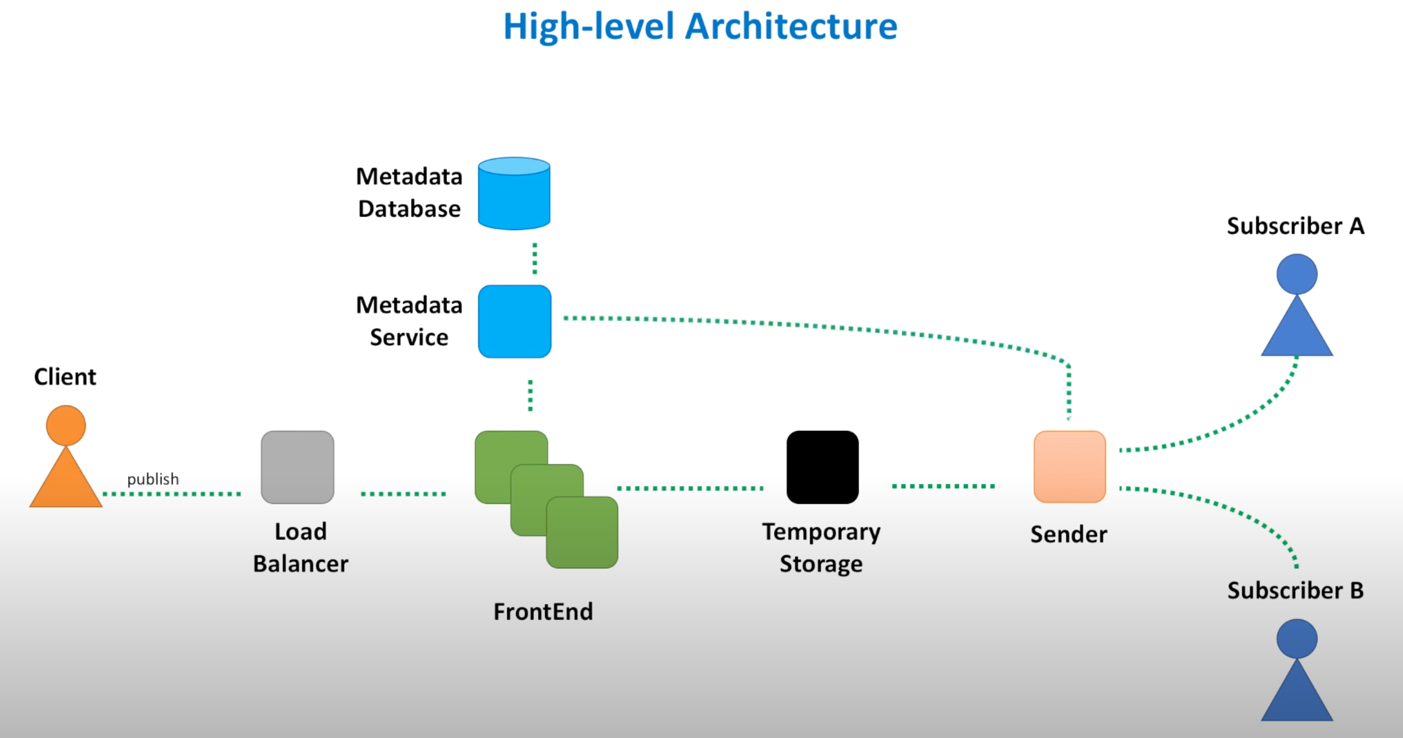 High-level Architecture
Metadata
Database
Subscriber A
Metadata
Service
Client
publish
Load
Balancer
Temporary
Storage
Sender
FrontEnd
Subscriber B